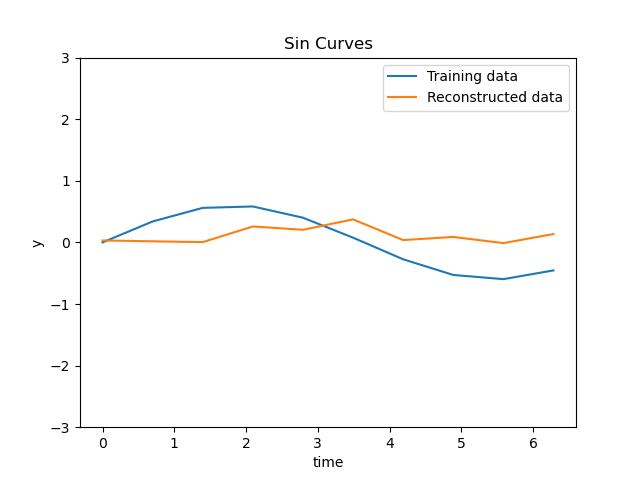 Sin Curves
Training data
Reconstructed data
3
2
1
0
−1
−2
−3
y
0 1 2 3 4 5 6
time